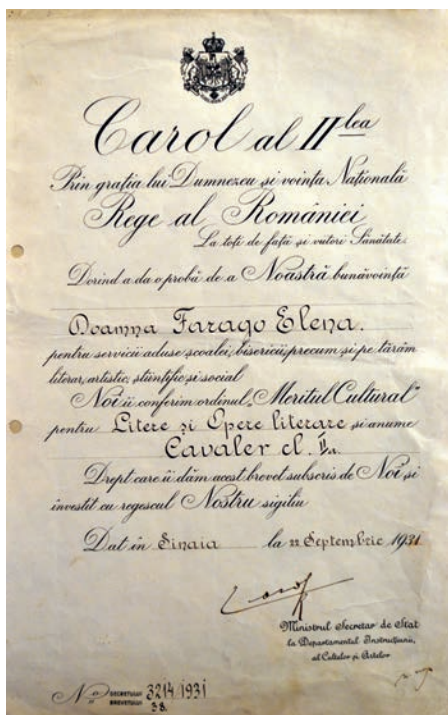 Carol al II lea
Prin grația lui Dumnezeu și voința Națională
Rege al României
La toți de față și viitori Sănătate.
Dorind a da o probă de a Noastră bunăvoință
Doamna Farago Elena.
pentru servicii aduse școalei, bisericii, precum și pe tărâm
literar, artistic, științific și social
Noi îi conferim ordinul „Meritul Cultural"
pentru Litere și Opere literare și anume
Cavaler cl. II a.
Drept care îi dăm acest brevet subscris de Noi și
investit cu regescul Nostru sigiliu
Dat în Sinaia la 22 Septembrie 1931
Carol
Ministrul Secretar de Stat
la Departamentul Instrucțiunii,
al Cultelor și Artelor
No DECRETULUI 3214/1931
BREVETULUI 38.